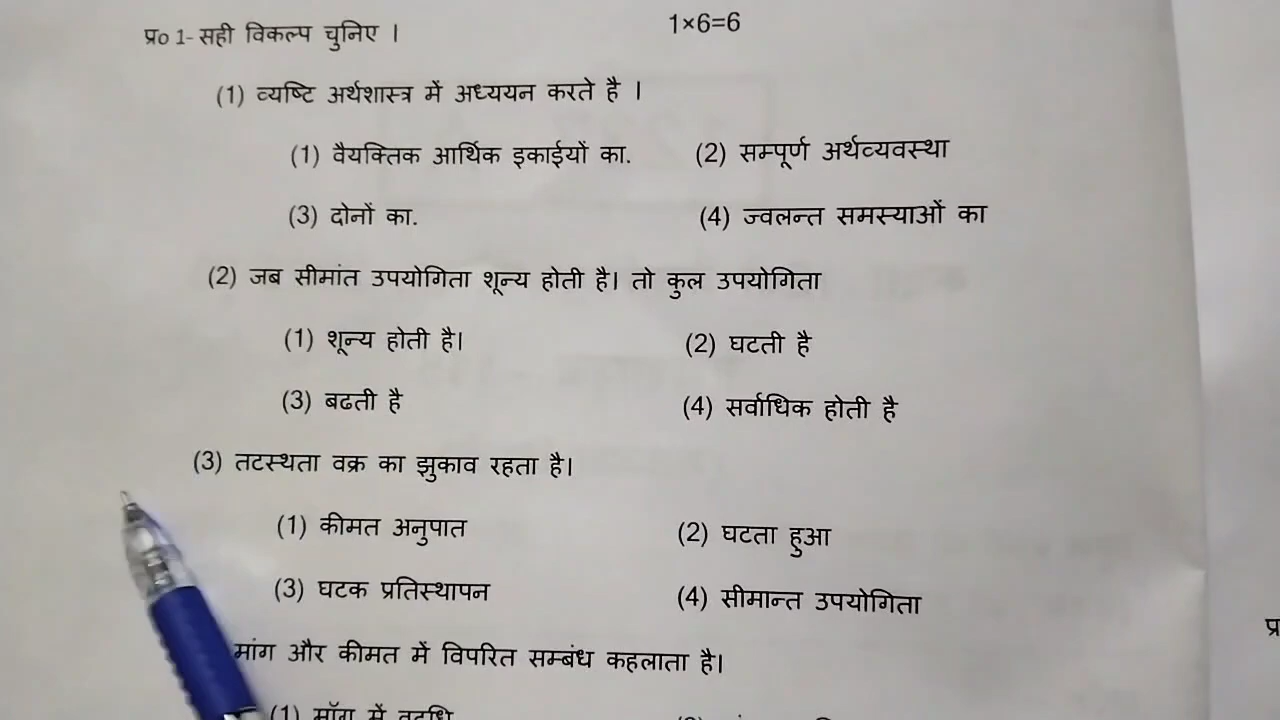 प्रo 1- सही विकल्प चुनिए । 1×6=6
(1) व्यष्टि अर्थशास्त्र में अध्ययन करते है ।
(1) वैयक्तिक आर्थिक इकाईयों का. (2) सम्पूर्ण अर्थव्यवस्था
(3) दोनों का. (4) ज्वलन्त समस्याओं का
(2) जब सीमांत उपयोगिता शून्य होती है। तो कुल उपयोगिता
(1) शून्य होती है। (2) घटती है
(3) बढती है (4) सर्वाधिक होती है
(3) तटस्थता वक्र का झुकाव रहता है।
(1) कीमत अनुपात (2) घटता हुआ
(3) घटक प्रतिस्थापन (4) सीमान्त उपयोगिता
मांग और कीमत में विपरित सम्बंध कहलाता है।
(1) माँग में
प्र